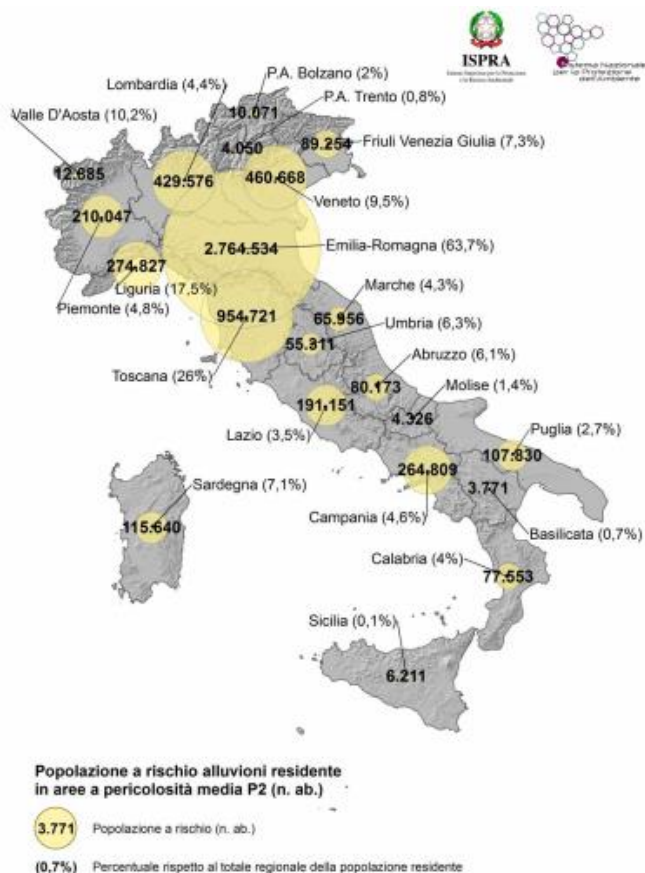 ISPRA
Sistema Nazionale
per la Protezione
dell'Ambiente
P.A. Bolzano (2%)
Lombardia (4,4%)
10.071
P.A. Trento (0,8%)
Valle D'Aosta (10,2%)
4.050
89.254
Friuli Venezia Giulia (7,3%)
12.685
429.576
460.668
Veneto (9,5%)
210.047
2.764.534
Emilia-Romagna (63,7%)
274.827
Liguria (17,5%)
Marche (4,3%)
Piemonte (4,8%)
954.721
65.956
Umbria (6,3%)
55.311
Abruzzo (6,1%)
Toscana (26%)
80.173
Molise (1,4%)
191.151
4.326
Puglia (2,7%)
Lazio (3,5%)
107.830
264.809
Sardegna (7,1%)
3.771
115.640
Campania (4,6%)
Basilicata (0,7%)
Calabria (4%)
77.553
Sicilia (0,1%)
6.211
Popolazione a rischio alluvioni residente
in aree a pericolosità media P2 (n. ab.)
3.771 Popolazione a rischio (n. ab.)
(0,7%) Percentuale rispetto al totale regionale della popolazione residente